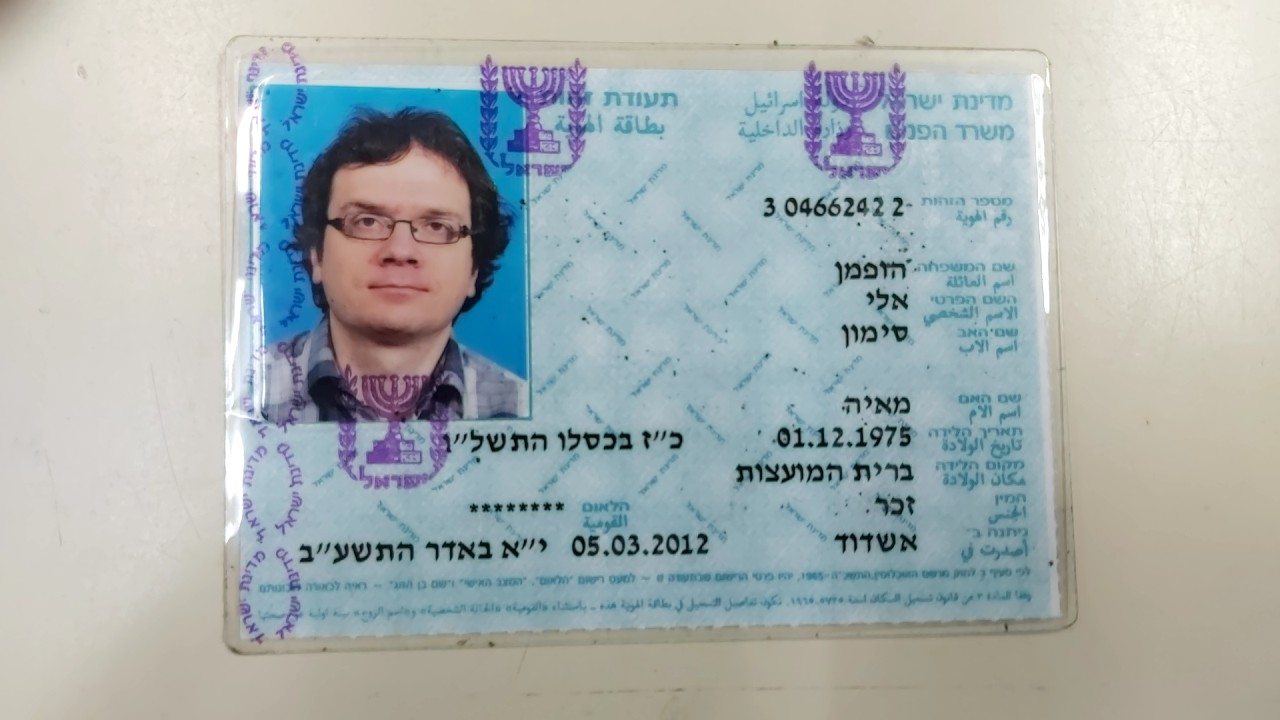 תעודת זהות
بطاقة الهوية
מדינת ישראל
دولة اسرائيل
משרד הפנים
وزارة الداخلية
ישראל
ישראל
מספר הזהות 3 0466242 2-
رقم الهوية
שם המשפחה הופמן
اسم العائلة
השם הפרטי אלי
الاسم الشخصي
שם האב סימון
اسم الاب
שם האם מאיה
اسم الام
תאריך הלידה 01.12.1975 כ״ז בכסלו התשל״ו
تاريخ الولادة
מקום הלידה ברית המועצות
مكان الولادة
המין זכר
الجنس
הלאום ********
القومية
ניתנה ב אשדוד 05.03.2012 י״א באדר התשע״ב
أصدرت في
ישראל
מדינת ישראל